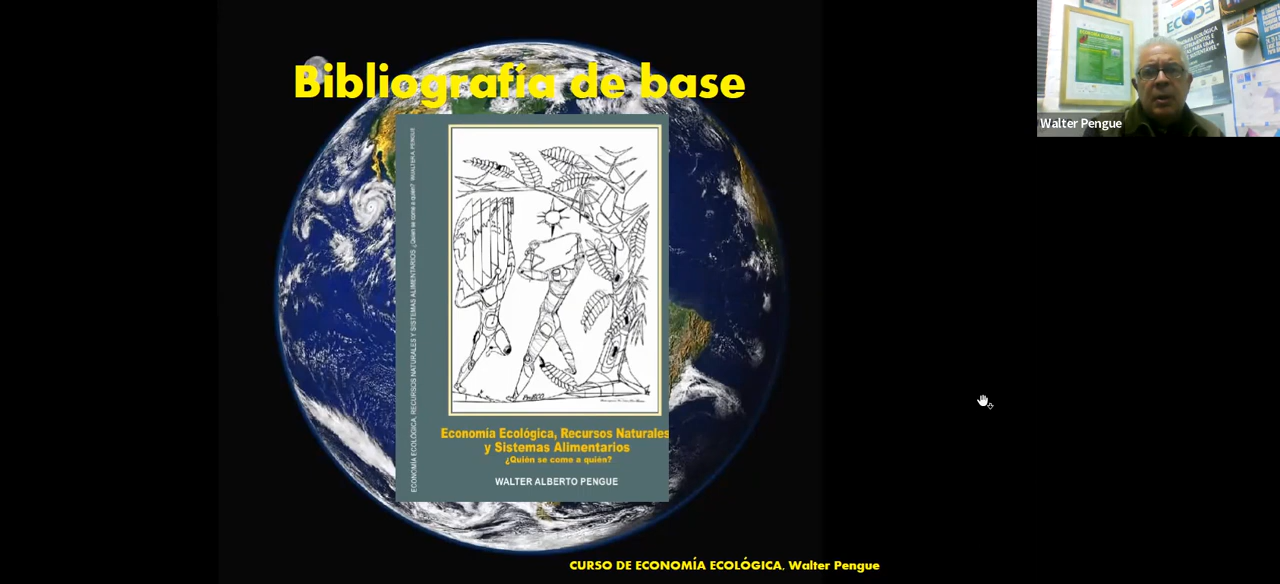 Bibliografía de base
ECONOMÍA ECOLÓGICA, RECURSOS NATURALES Y SISTEMAS ALIMENTARIOS ¿Quién se come a quién? WALTER A. PENGUE
Economía Ecológica, Recursos Naturales
y Sistemas Alimentarios
¿Quién se come a quién?
WALTER ALBERTO PENGUE
CURSO DE ECONOMÍA ECOLÓGICA, Walter Pengue
Walter Pengue